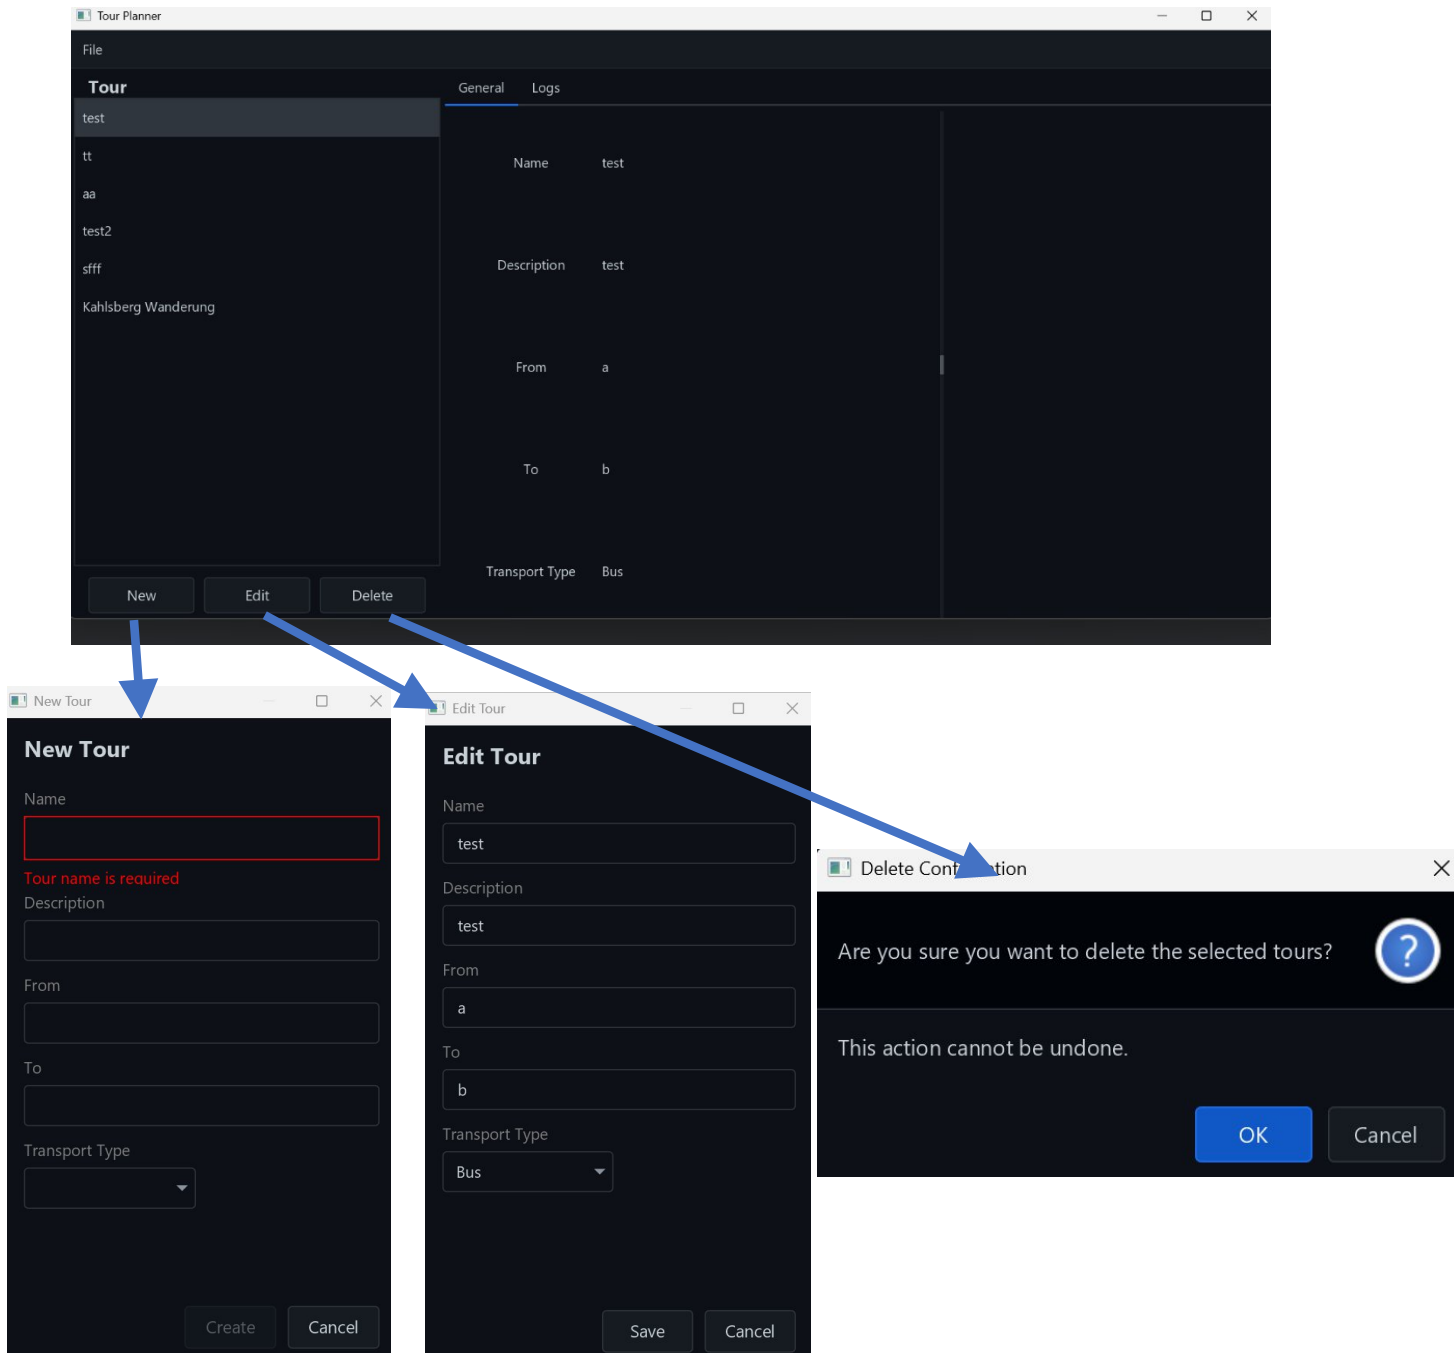 Tour Planner
File
Tour
General Logs
test
tt
aa
test2
sfff
Kahlsberg Wanderung
Name test
Description test
From a
To b
Transport Type Bus
New Edit Delete
New Tour
New Tour
Name
Tour name is required
Description
From
To
Transport Type
Create Cancel
Edit Tour
Edit Tour
Name
test
Description
test
From
a
To
b
Transport Type
Bus
Save Cancel
Delete Conf tion
Are you sure you want to delete the selected tours?
?
This action cannot be undone.
OK Cancel